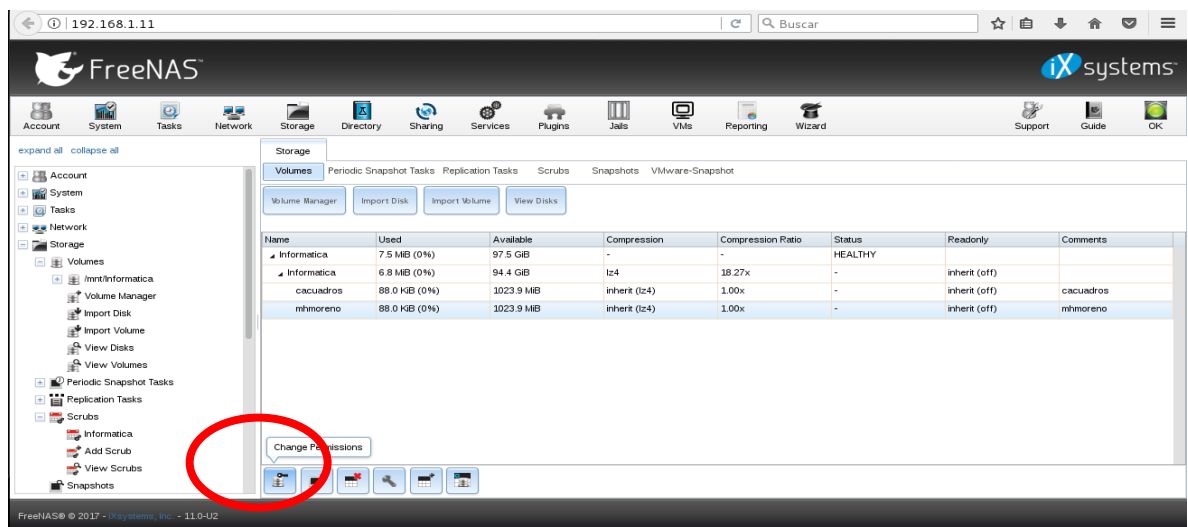 192.168.1.11 Buscar
FreeNAS™ iXsystems™
Account System Tasks Network Storage Directory Sharing Services Plugins Jails VMs Reporting Wizard Support Guide OK
expand all collapse all
Account
System
Tasks
Network
Storage
Volumes
/mnt/Informatica
Volume Manager
Import Disk
Import Volume
View Disks
View Volumes
Periodic Snapshot Tasks
Replication Tasks
Scrubs
Informatica
Add Scrub
View Scrubs
Snapshots
Storage
Volumes Periodic Snapshot Tasks Replication Tasks Scrubs Snapshots VMware-Snapshot
Volume Manager Import Disk Import Volume View Disks
Name Used Available Compression Compression Ratio Status Readonly Comments
Informatica 7.5 MiB (0%) 97.5 GiB - - HEALTHY
Informatica 6.8 MiB (0%) 94.4 GiB lz4 18.27x - inherit (off)
cacuadros 88.0 KiB (0%) 1023.9 MiB inherit (lz4) 1.00x - inherit (off) cacuadros
mhmoreno 88.0 KiB (0%) 1023.9 MiB inherit (lz4) 1.00x - inherit (off) mhmoreno
Change Permissions
FreeNAS® © 2017 - iXsystems, Inc. - 11.0-U2